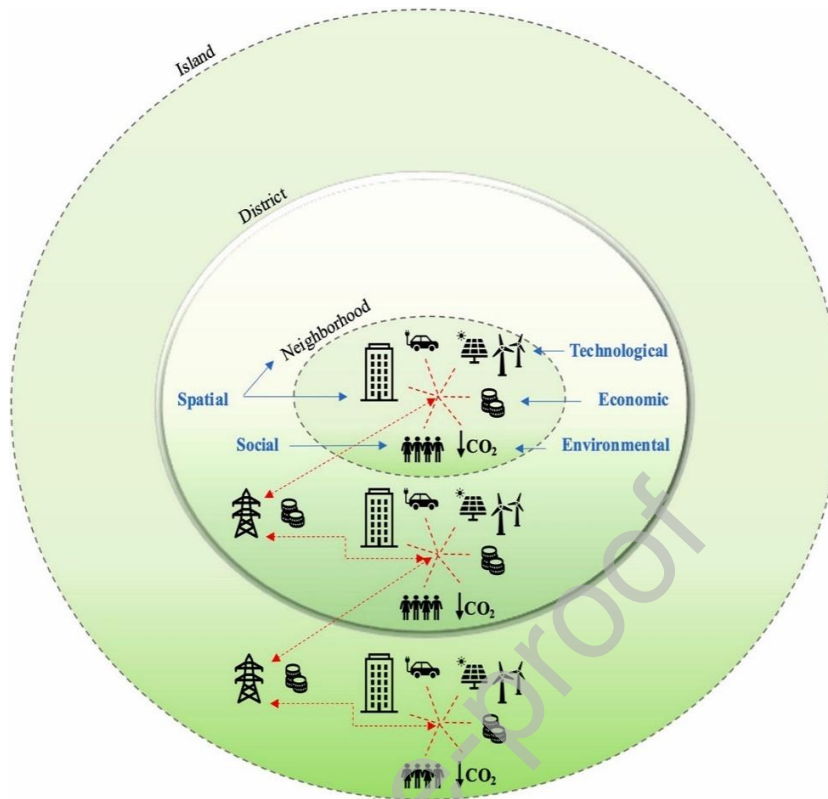 Island
District
Neighborhood
Technological
Spatial
Economic
Social
CO₂
Environmental
CO₂
CO₂
e-proof